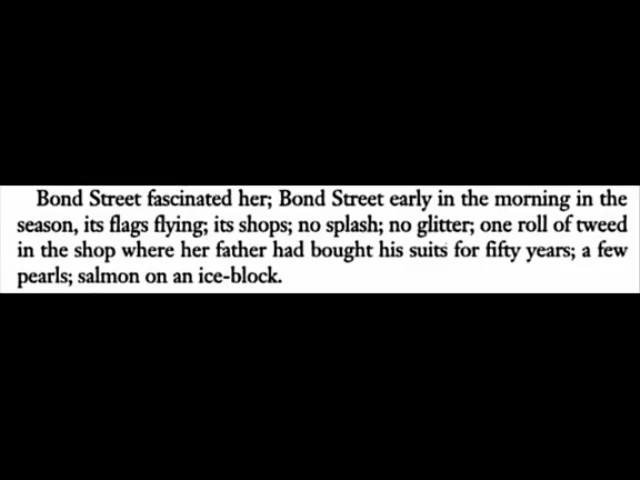 Bond Street fascinated her; Bond Street early in the morning in the
season, its flags flying; its shops; no splash; no glitter; one roll of tweed
in the shop where her father had bought his suits for fifty years; a few
pearls; salmon on an ice-block.